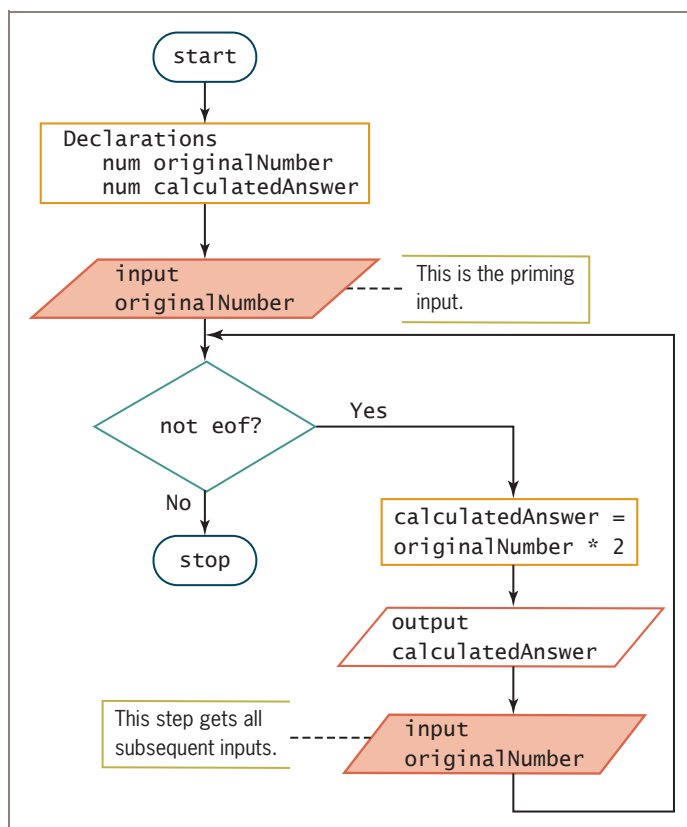 start
Declarations
num originalNumber
num calculatedAnswer
input
originalNumber
This is the priming
input.
not eof?
Yes
No
stop
calculatedAnswer =
originalNumber * 2
output
calculatedAnswer
This step gets all
subsequent inputs.
input
originalNumber